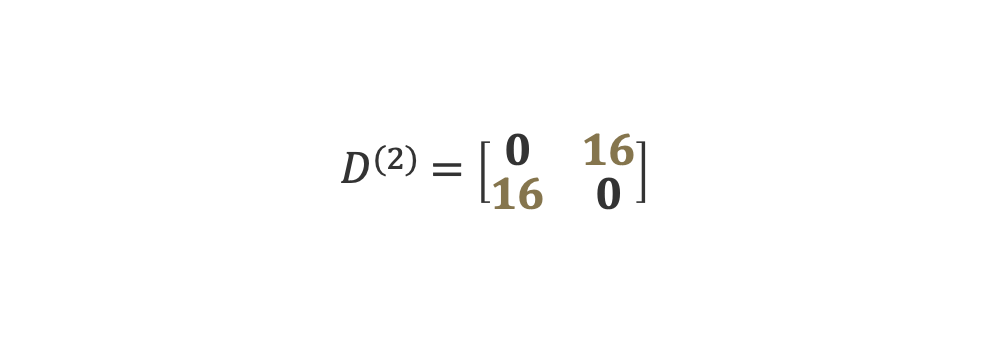 D⁽²⁾ = [0 16
16 0]